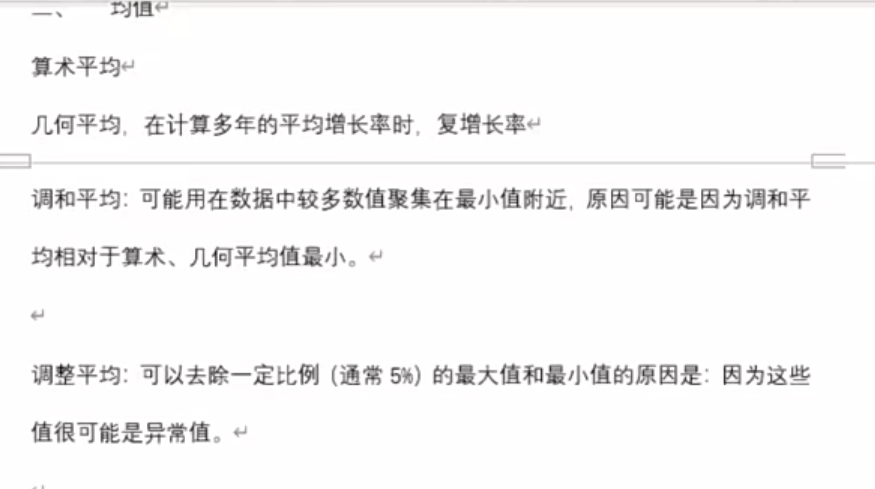 二、 均值
算术平均
几何平均，在计算多年的平均增长率时，复增长率
调和平均：可能用在数据中较多数值聚集在最小值附近，原因可能是因为调和平
均相对于算术、几何平均值最小。
调整平均：可以去除一定比例（通常 5%）的最大值和最小值的原因是：因为这些
值很可能是异常值。